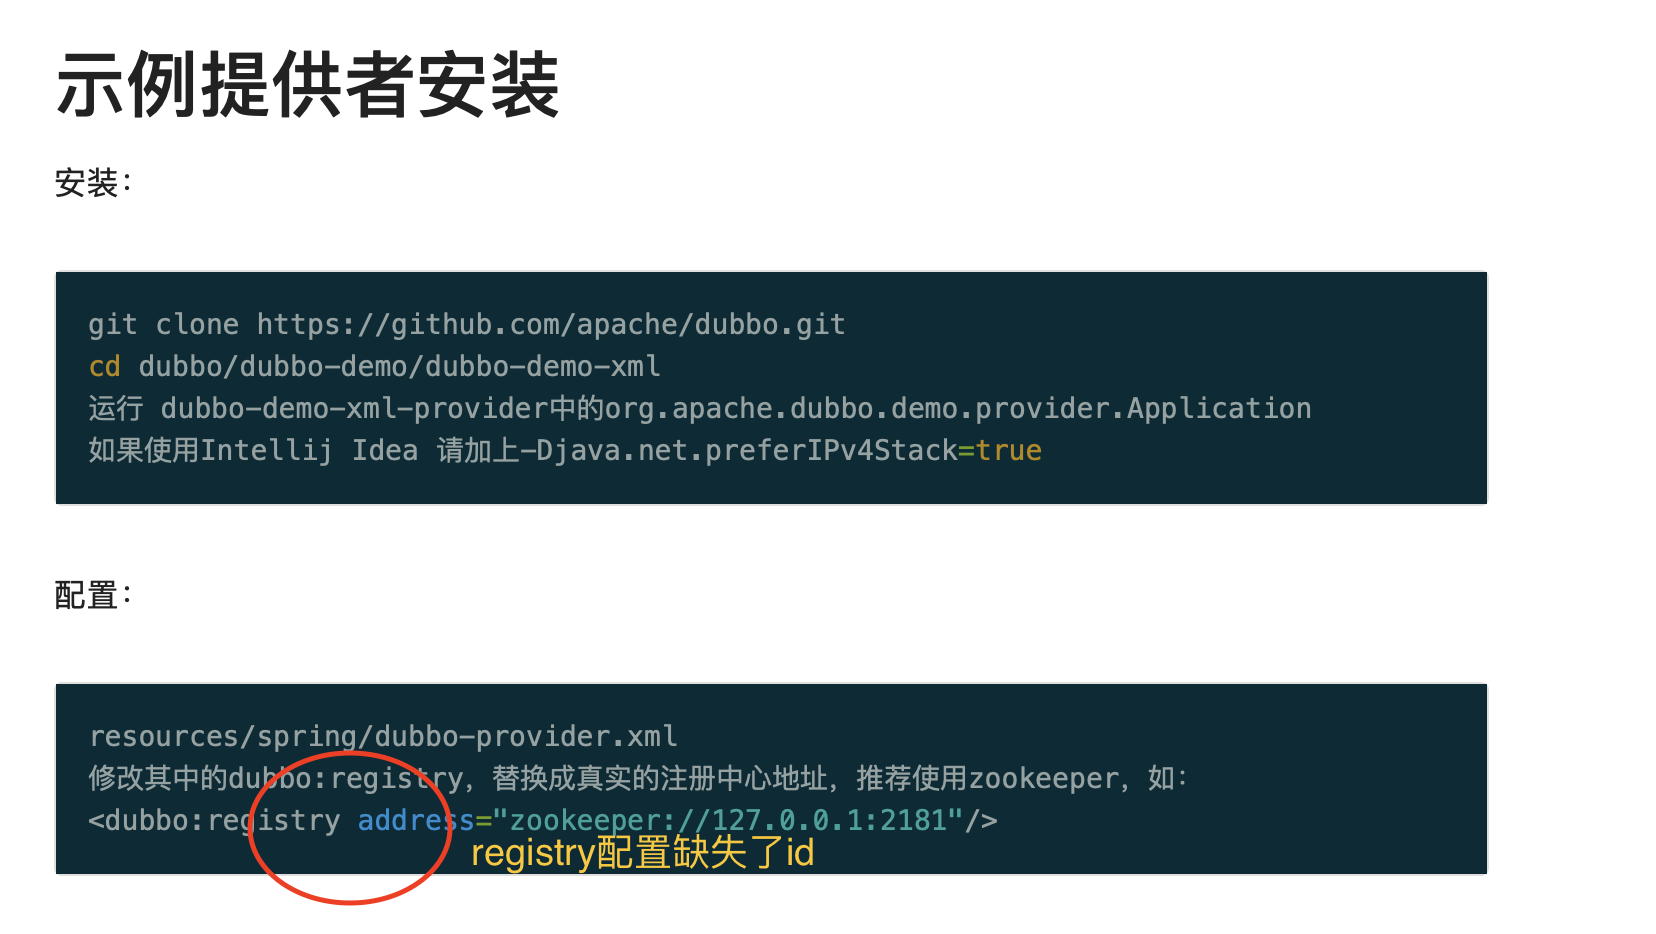 示例提供者安装
安装：
git clone https://github.com/apache/dubbo.git
cd dubbo/dubbo-demo/dubbo-demo-xml
运行 dubbo-demo-xml-provider中的org.apache.dubbo.demo.provider.Application
如果使用Intellij Idea 请加上-Djava.net.preferIPv4Stack=true
配置：
resources/spring/dubbo-provider.xml
修改其中的dubbo:registry，替换成真实的注册中心地址，推荐使用zookeeper，如：
<dubbo:registry address="zookeeper://127.0.0.1:2181"/>
registry配置缺失了id